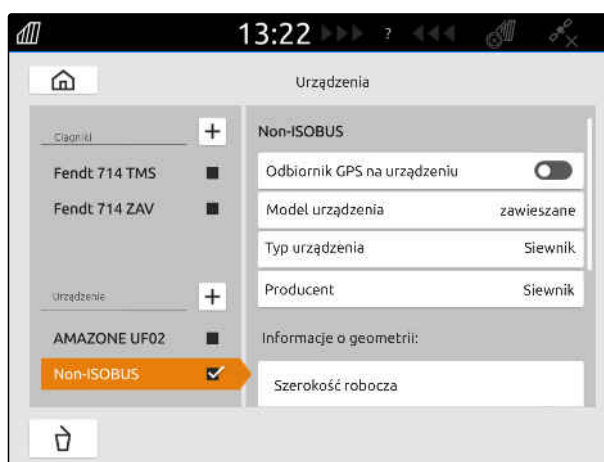 13:22 ?
Urządzenia
Ciągniki +
Fendt 714 TMS
Fendt 714 ZAV
Urządzenie +
AMAZONE UF02
Non-ISOBUS
Non-ISOBUS
Odbiornik GPS na urządzeniu
Model urządzenia zawieszane
Typ urządzenia Siewnik
Producent Siewnik
Informacje o geometrii:
Szerokość robocza